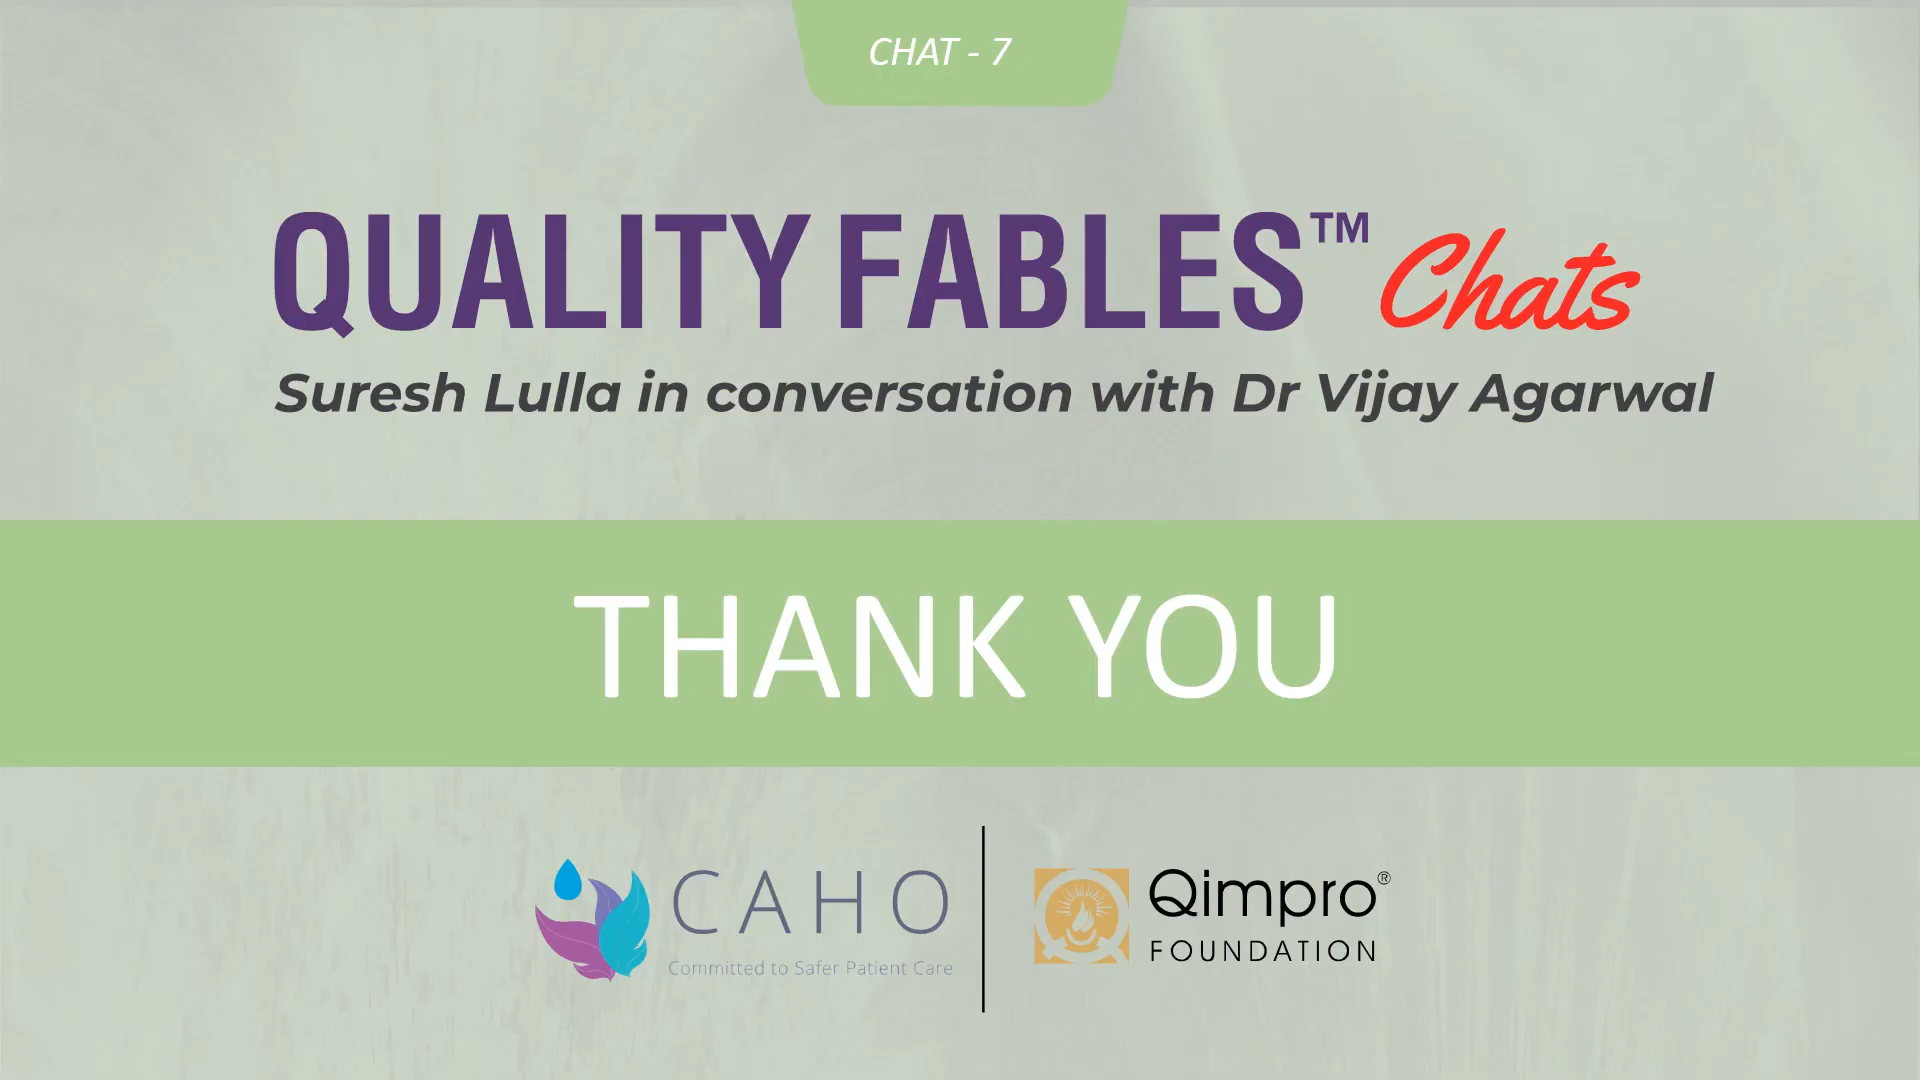 CHAT - 7
QUALITY FABLES™ Chats
Suresh Lulla in conversation with Dr Vijay Agarwal
THANK YOU
CAHO
Committed to Safer Patient Care
Qimpro®
FOUNDATION